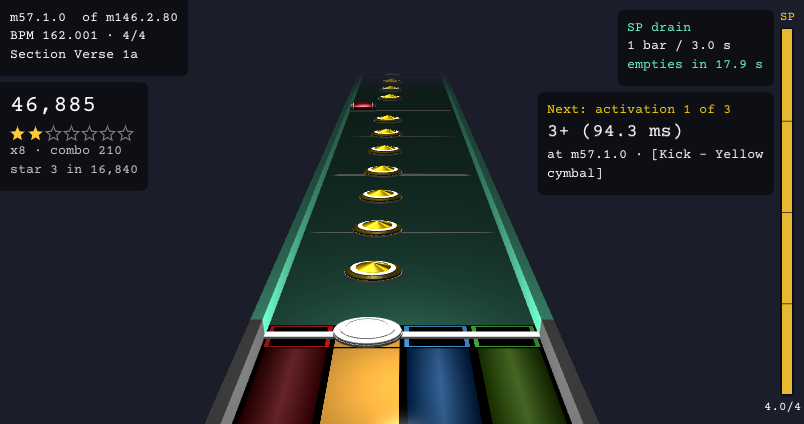 m57.1.0 of m146.2.80
BPM 162.001 · 4/4
Section Verse 1a
46,885
x8 · combo 210
star 3 in 16,840
SP drain
1 bar / 3.0 s
empties in 17.9 s
Next: activation 1 of 3
3+ (94.3 ms)
at m57.1.0 · [Kick - Yellow
cymbal]
SP
4.0/4